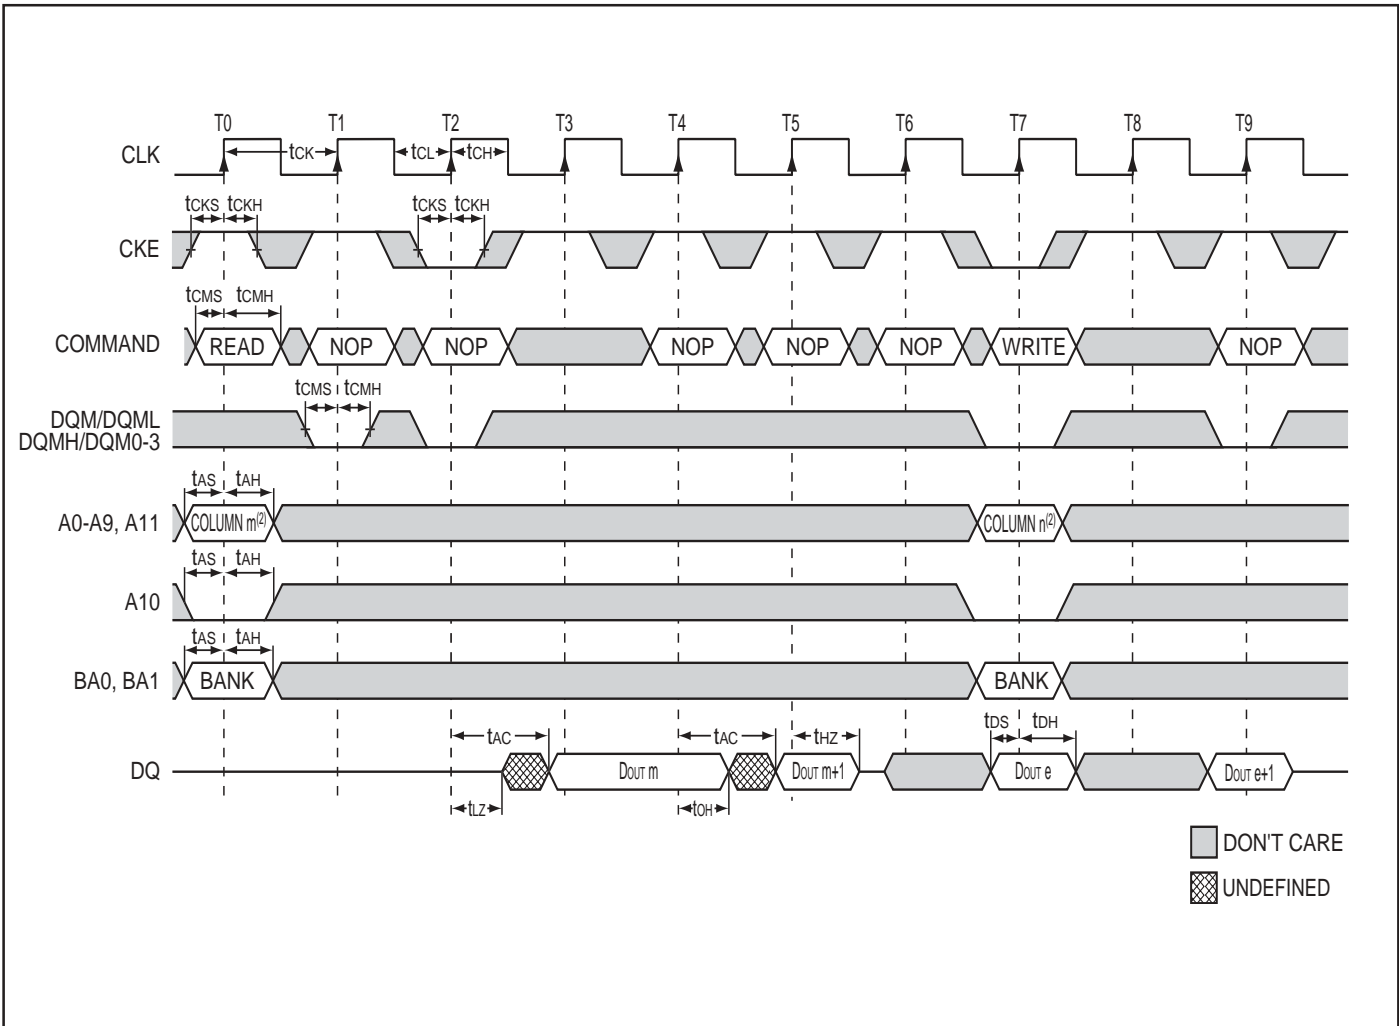 T0 T1 T2 T3 T4 T5 T6 T7 T8 T9
CLK tCK tCL tCH
tCKS tCKH tCKS tCKH
CKE
tCMS tCMH
COMMAND READ NOP NOP NOP NOP NOP WRITE NOP
tCMS tCMH
DQM/DQML
DQMH/DQM0-3
tAS tAH
A0-A9, A11 COLUMN m(2) COLUMN n(2)
tAS tAH
A10
tAS tAH
BA0, BA1 BANK BANK
tAC tAC tHZ tDS tDH
DQ DOUT m DOUT m+1 DOUT e DOUT e+1
tLZ tOH
DON'T CARE
UNDEFINED